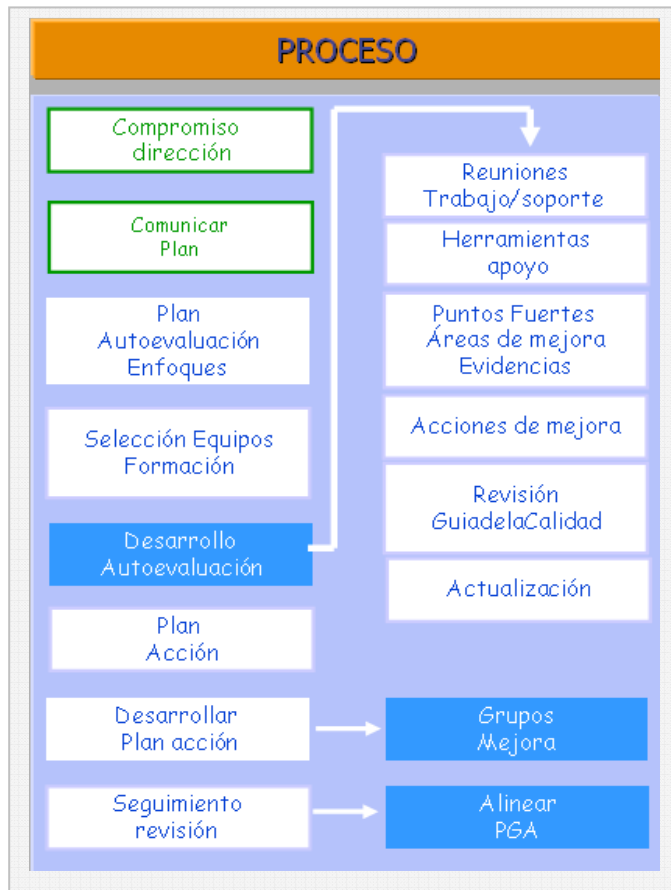 PROCESO
Compromiso
dirección
Comunicar
Plan
Plan
Autoevaluación
Enfoques
Selección Equipos
Formación
Desarrollo
Autoevaluación
Plan
Acción
Desarrollar
Plan acción
Seguimiento
revisión
Reuniones
Trabajo/soporte
Herramientas
apoyo
Puntos Fuertes
Áreas de mejora
Evidencias
Acciones de mejora
Revisión
GuiadelaCalidad
Actualización
Grupos
Mejora
Alinear
PGA